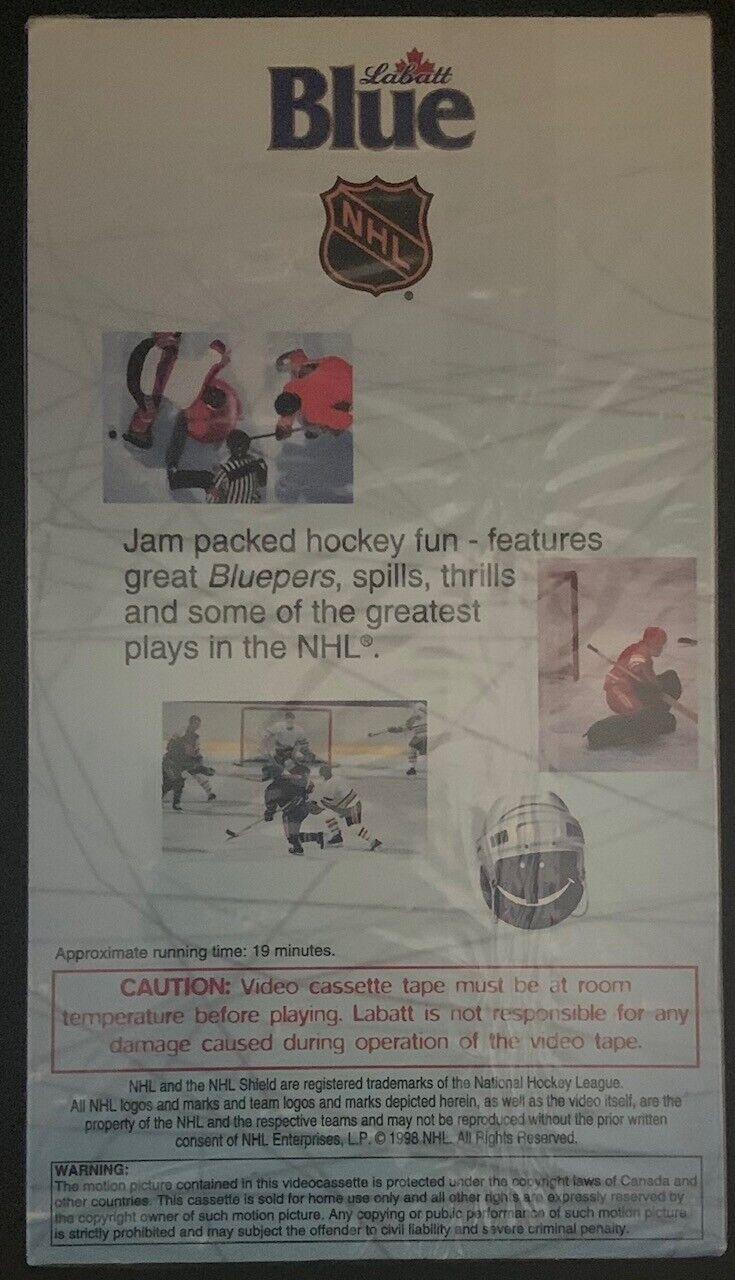 Labatt
Blue
NHL
Jam packed hockey fun - features
great Bluepers, spills, thrills
and some of the greatest
plays in the NHL®.
Approximate running time: 19 minutes.
CAUTION: Video cassette tape must be at room
temperature before playing. Labatt is not responsible for any
damage caused during operation of the video tape.
NHL and the NHL Shield are registered trademarks of the National Hockey League.
All NHL logos and marks and team logos and marks depicted herein, as well as the video itself, are the
property of the NHL and the respective teams and may not be reproduced without the prior written
consent of NHL Enterprises, L.P. © 1998 NHL. All Rights Reserved.
WARNING:
The motion picture contained in this videocassette is protected under the copyright laws of Canada and
other countries. This cassette is sold for home use only and all other rights are expressly reserved by
the copyright owner of such motion picture. Any copying or public performance of such motion picture
is strictly prohibited and may subject the offender to civil liability and severe criminal penalty.